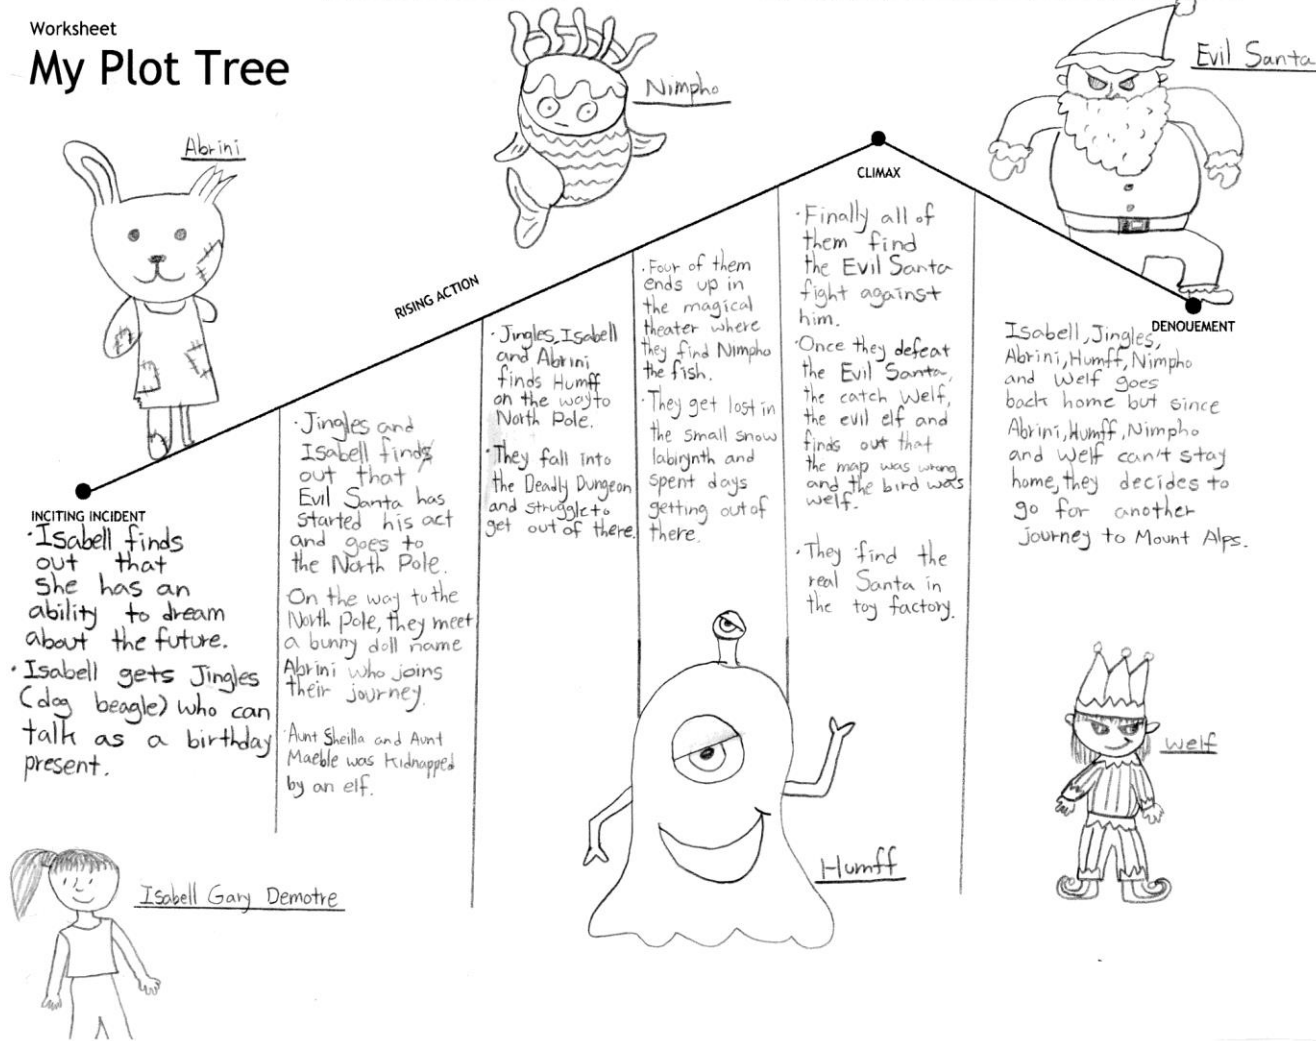 Worksheet
My Plot Tree
Abrini
Nimpho
Evil Santa
RISING ACTION
CLIMAX
DENOUEMENT
INCITING INCIDENT
·Isabell finds
out that
she has an
ability to dream
about the future.
·Isabell gets Jingles
(dog beagle) who can
talk as a birthday
present.
·Jingles and
Isabell finds
out that
Evil Santa has
started his act
and goes to
the North Pole.
On the way to the
North Pole, they meet
a bunny doll name
Abrini who joins
their journey.
·Aunt Sheilla and Aunt
Maeble was kidnapped
by an elf.
·Jingles, Isabell
and Abrini
finds Humff
on the way to
North Pole.
·They fall into
the Deadly Dungeon
and struggle to
get out of there.
·Four of them
ends up in
the magical
theater where
they find Nimpho
the fish.
·They get lost in
the small snow
labirynth and
spent days
getting out of
there.
·Finally all of
them find
the Evil Santa
fight against
him.
·Once they defeat
the Evil Santa,
the catch Welf,
the evil elf and
finds out that
the map was wrong
and the bird was
welf.
·They find the
real Santa in
the toy factory.
Isabell, Jingles,
Abrini, Humff, Nimpho
and Welf goes
back home but since
Abrini, Humff, Nimpho
and Welf can't stay
home, they decides to
go for another
journey to Mount Alps.
Welf
Humff
Isabell Gary Demotre